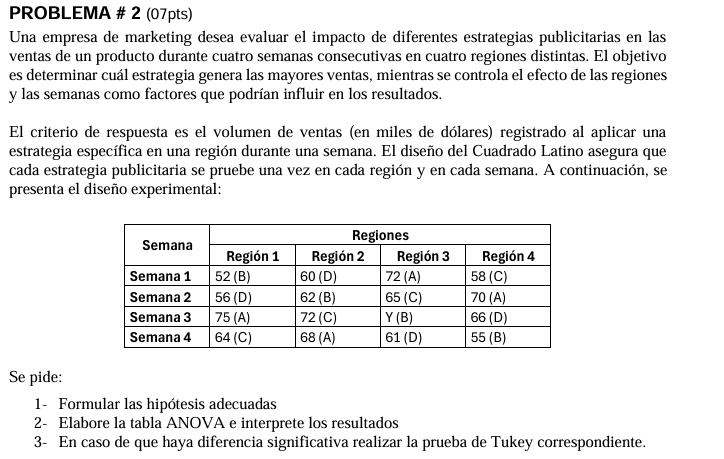 PROBLEMA # 2 (07pts)
Una empresa de marketing desea evaluar el impacto de diferentes estrategias publicitarias en las
ventas de un producto durante cuatro semanas consecutivas en cuatro regiones distintas. El objetivo
es determinar cuál estrategia genera las mayores ventas, mientras se controla el efecto de las regiones
y las semanas como factores que podrían influir en los resultados.
El criterio de respuesta es el volumen de ventas (en miles de dólares) registrado al aplicar una
estrategia específica en una región durante una semana. El diseño del Cuadrado Latino asegura que
cada estrategia publicitaria se pruebe una vez en cada región y en cada semana. A continuación, se
presenta el diseño experimental:
Semana Regiones
Región 1 Región 2 Región 3 Región 4
Semana 1 52 (B) 60 (D) 72 (A) 58 (C)
Semana 2 56 (D) 62 (B) 65 (C) 70 (A)
Semana 3 75 (A) 72 (C) Y (B) 66 (D)
Semana 4 64 (C) 68 (A) 61 (D) 55 (B)
Se pide:
1- Formular las hipótesis adecuadas
2- Elabore la tabla ANOVA e interprete los resultados
3- En caso de que haya diferencia significativa realizar la prueba de Tukey correspondiente.